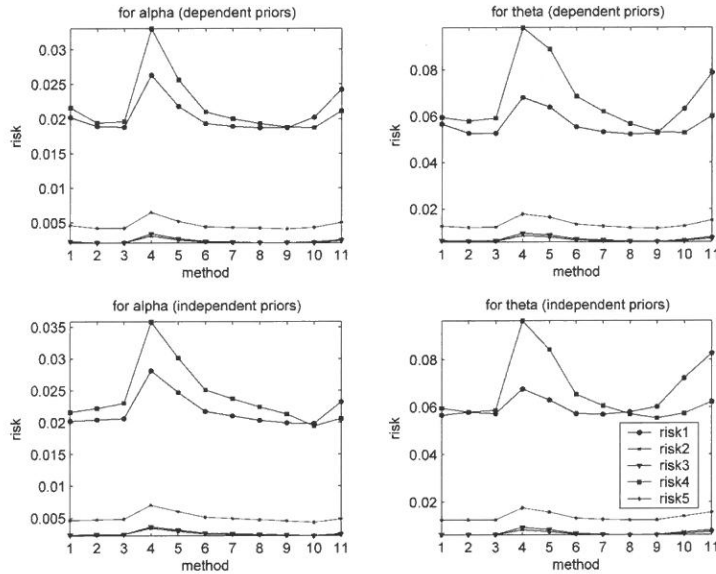 for alpha (dependent priors)
0.03
0.025
0.02
0.015
0.01
0.005
risk
1 2 3 4 5 6 7 8 9 10 11
method
for theta (dependent priors)
0.08
0.06
0.04
0.02
risk
1 2 3 4 5 6 7 8 9 10 11
method
for alpha (independent priors)
0.035
0.03
0.025
0.02
0.015
0.01
0.005
risk
1 2 3 4 5 6 7 8 9 10 11
method
for theta (independent priors)
0.08
0.06
0.04
0.02
risk
1 2 3 4 5 6 7 8 9 10 11
method
risk1
risk2
risk3
risk4
risk5